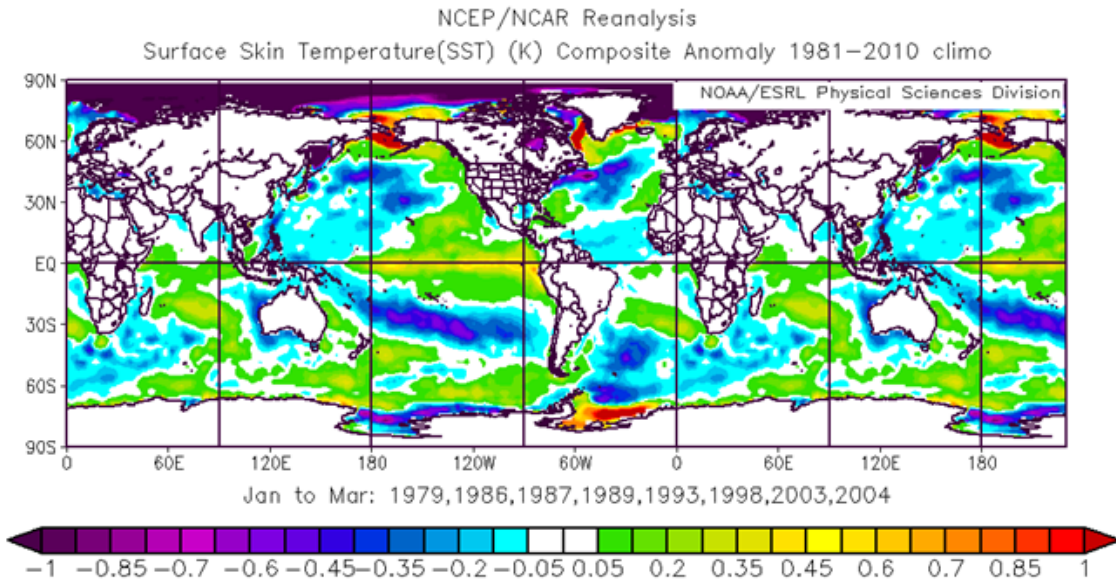 NCEP/NCAR Reanalysis
Surface Skin Temperature(SST) (K) Composite Anomaly 1981-2010 climo
NOAA/ESRL Physical Sciences Division
90N
60N
30N
EQ
30S
60S
90S
0 60E 120E 180 120W 60W 0 60E 120E 180
Jan to Mar: 1979,1986,1987,1989,1993,1998,2003,2004
-1 -0.85 -0.7 -0.6 -0.45 -0.35 -0.2 -0.05 0.05 0.2 0.35 0.45 0.6 0.7 0.85 1